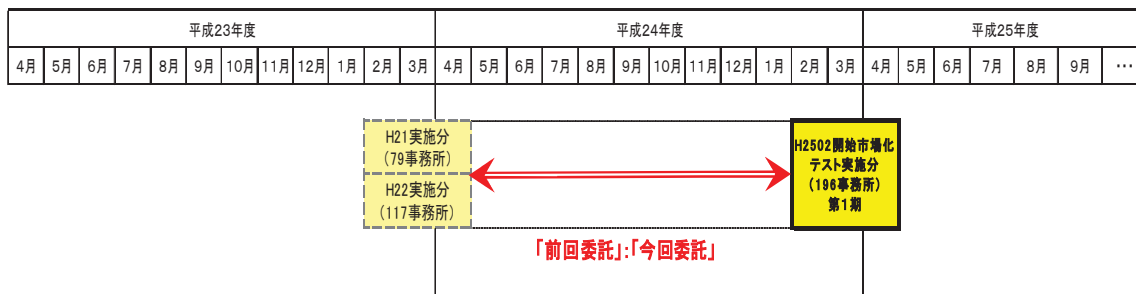 平成23年度 平成24年度 平成25年度
4月 5月 6月 7月 8月 9月 10月 11月 12月 1月 2月 3月 4月 5月 6月 7月 8月 9月 10月 11月 12月 1月 2月 3月 4月 5月 6月 7月 8月 9月 …
H21実施分
(79事務所)
H22実施分
(117事務所)
H2502開始市場化
テスト実施分
(196事務所)
第1期
「前回委託」:「今回委託」